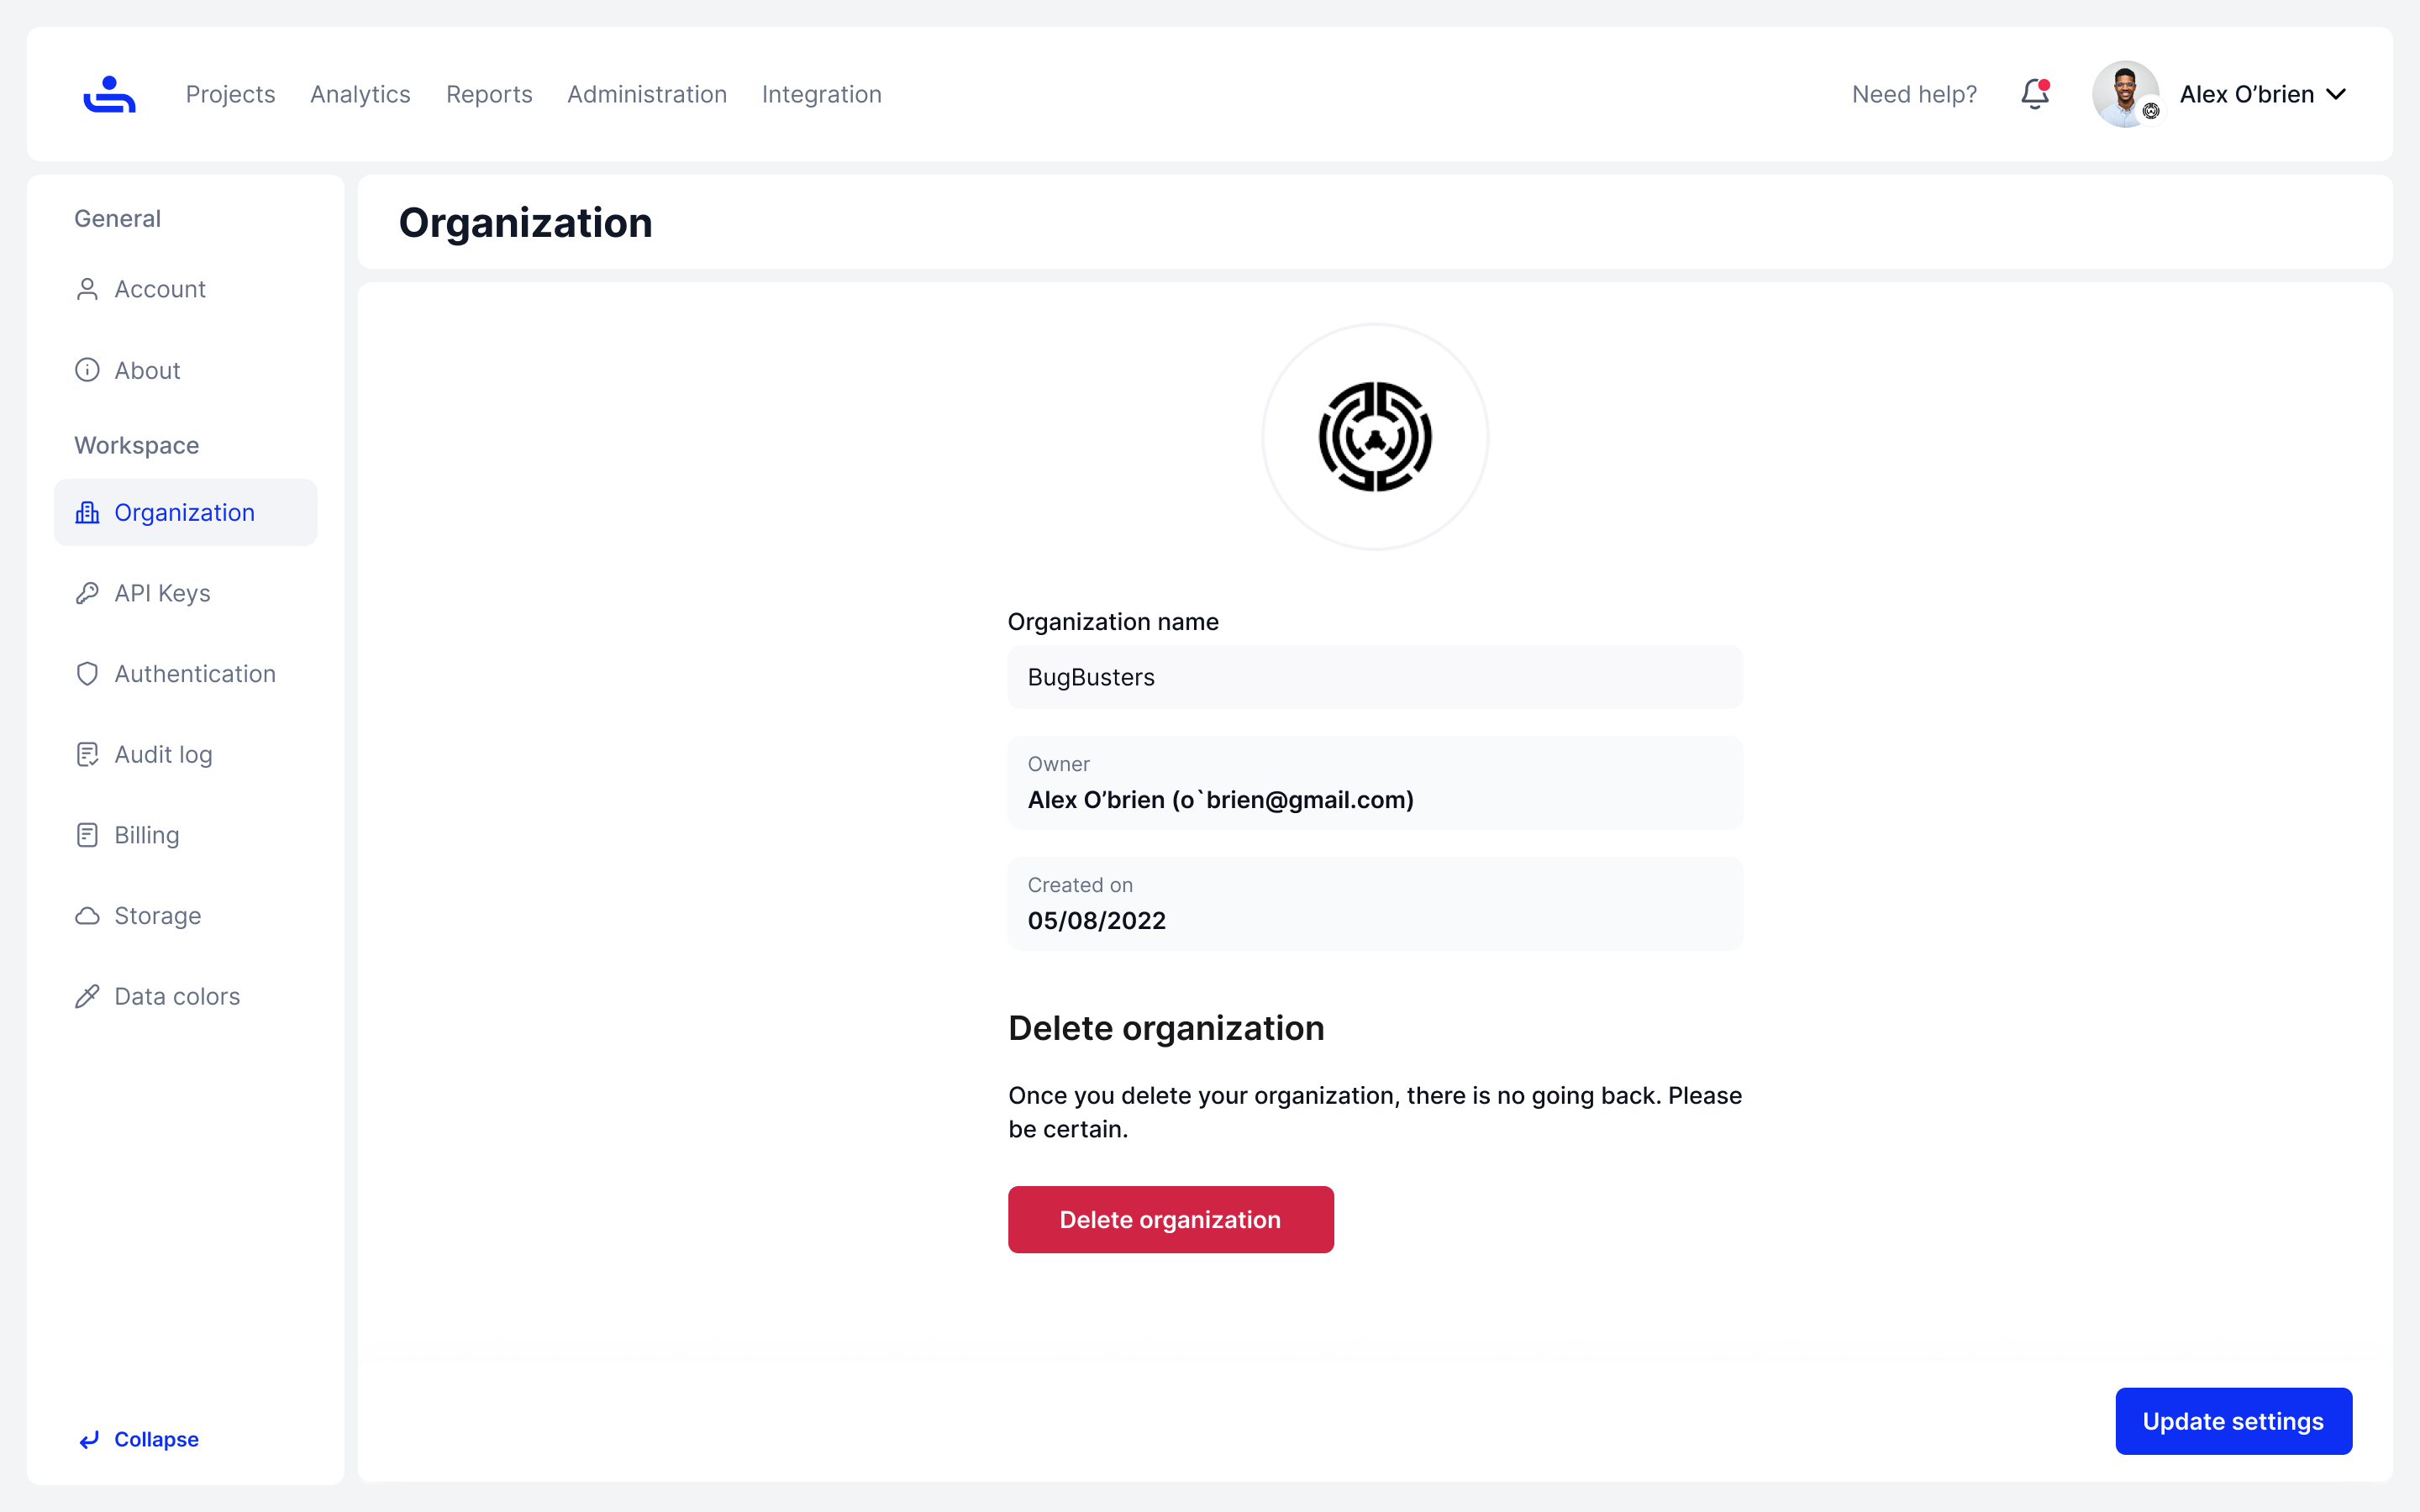 Projects
Analytics
Reports
Administration
Integration
Need help?
Alex O’brien
General
Account
About
Workspace
Organization
API Keys
Authentication
Audit log
Billing
Storage
Data colors
Collapse
Organization
Organization name
BugBusters
Owner
Alex O’brien (o`brien@gmail.com)
Created on
05/08/2022
Delete organization
Once you delete your organization, there is no going back. Please
be certain.
Delete organization
Update settings